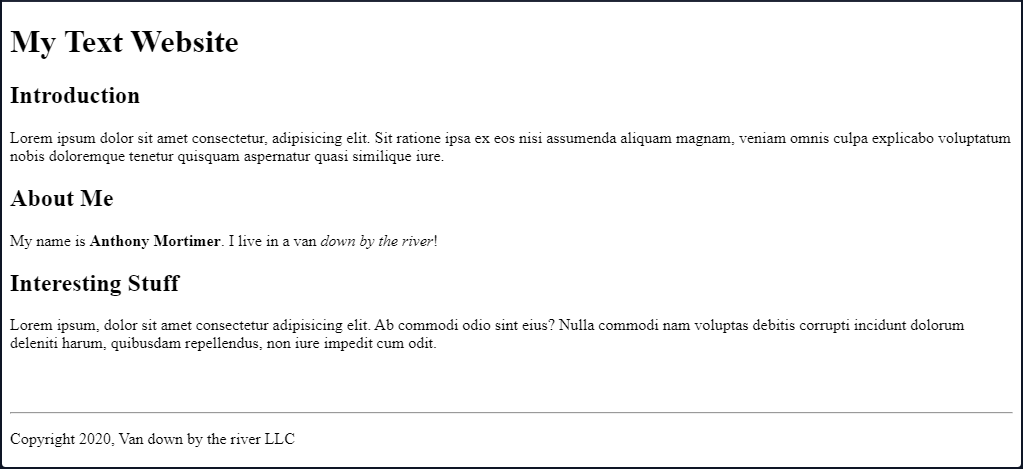 My Text Website
Introduction
Lorem ipsum dolor sit amet consectetur, adipisicing elit. Sit ratione ipsa ex eos nisi assumenda aliquam magnam, veniam omnis culpa explicabo voluptatum
nobis doloremque tenetur quisquam aspernatur quasi similique iure.
About Me
My name is Anthony Mortimer. I live in a van down by the river!
Interesting Stuff
Lorem ipsum, dolor sit amet consectetur adipisicing elit. Ab commodi odio sint eius? Nulla commodi nam voluptas debitis corrupti incidunt dolorum
deleniti harum, quibusdam repellendus, non iure impedit cum odit.
Copyright 2020, Van down by the river LLC